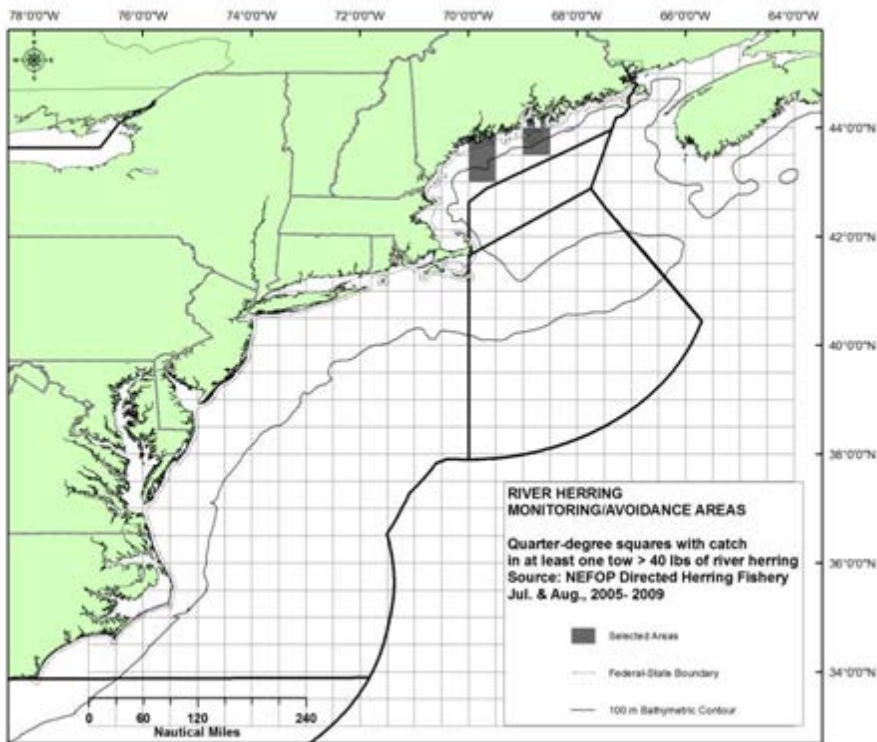 78°0'0"W 76°0'0"W 74°0'0"W 72°0'0"W 70°0'0"W 68°0'0"W 66°0'0"W 64°0'0"W
44°0'0"N
42°0'0"N
40°0'0"N
38°0'0"N
36°0'0"N
34°0'0"N
RIVER HERRING
MONITORING/AVOIDANCE AREAS
Quarter-degree squares with catch
in at least one tow > 40 lbs of river herring
Source: NEFOP Directed Herring Fishery
Jul. & Aug., 2005- 2009
Selected Areas
Federal-State Boundary
100 m Bathymetric Contour
0 60 120 240
Nautical Miles